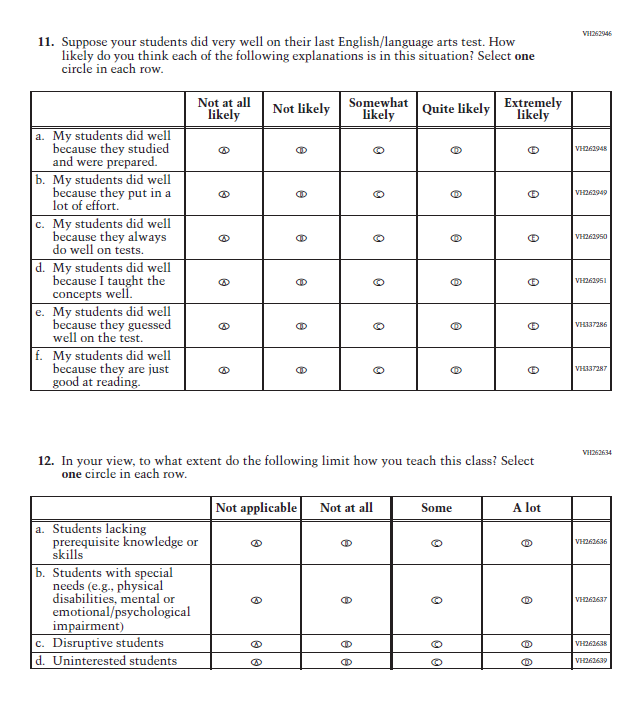 VH262946
11. Suppose your students did very well on their last English/language arts test. How
likely do you think each of the following explanations is in this situation? Select one
circle in each row.
Not at all likely Not likely Somewhat likely Quite likely Extremely likely
a. My students did well
because they studied
and were prepared.
A B C D E VH262948
b. My students did well
because they put in a
lot of effort.
A B C D E VH262949
c. My students did well
because they always
do well on tests.
A B C D E VH262950
d. My students did well
because I taught the
concepts well.
A B C D E VH262951
e. My students did well
because they guessed
well on the test.
A B C D E VH337286
f. My students did well
because they are just
good at reading.
A B C D E VH337287
VH262634
12. In your view, to what extent do the following limit how you teach this class? Select
one circle in each row.
Not applicable Not at all Some A lot
a. Students lacking
prerequisite knowledge or
skills
A B C D VH262636
b. Students with special
needs (e.g., physical
disabilities, mental or
emotional/psychological
impairment)
A B C D VH262637
c. Disruptive students A B C D VH262638
d. Uninterested students A B C D VH262639